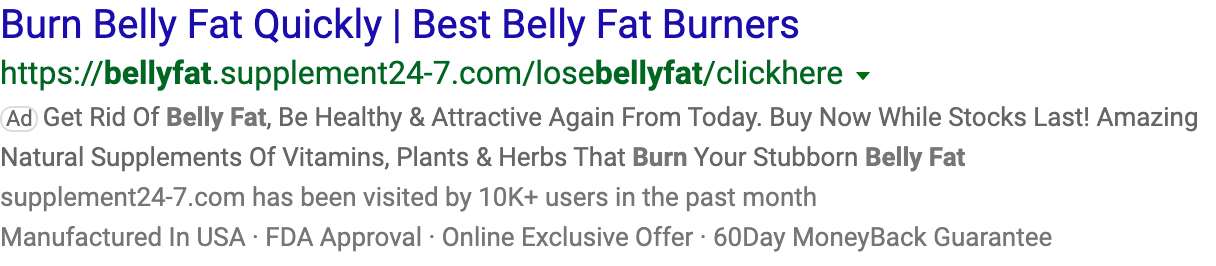 Burn Belly Fat Quickly | Best Belly Fat Burners
https://bellyfat.supplement24-7.com/losebellyfat/clickhere
Ad Get Rid Of Belly Fat, Be Healthy & Attractive Again From Today. Buy Now While Stocks Last! Amazing
Natural Supplements Of Vitamins, Plants & Herbs That Burn Your Stubborn Belly Fat
supplement24-7.com has been visited by 10K+ users in the past month
Manufactured In USA · FDA Approval · Online Exclusive Offer · 60Day MoneyBack Guarantee